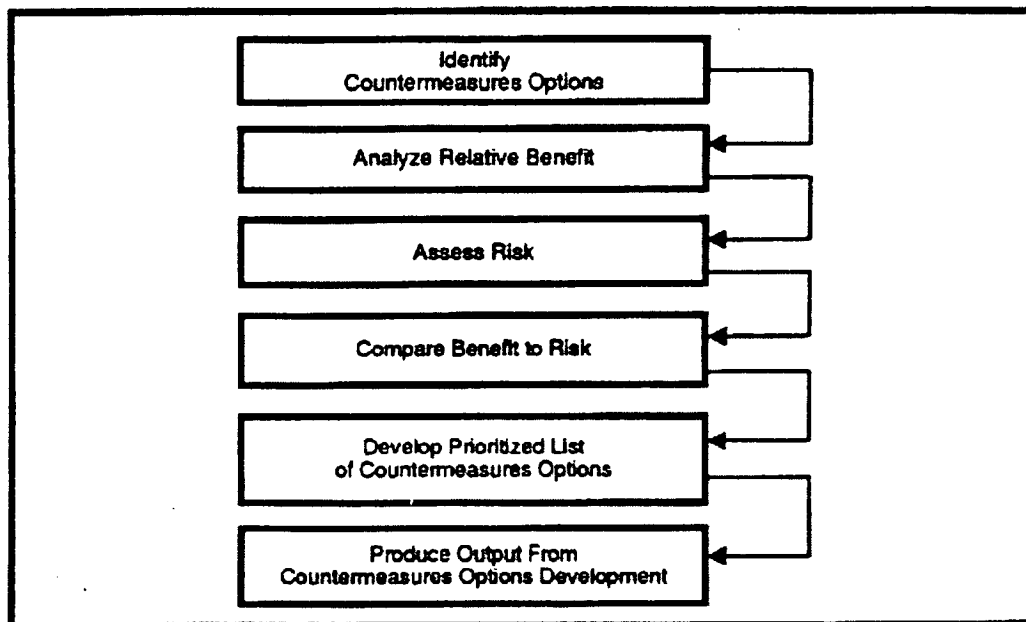 Identify
Countermeasures Options
Analyze Relative Benefit
Assess Risk
Compare Benefit to Risk
Develop Prioritized List
of Countermeasures Options
Produce Output From
Countermeasures Options Development